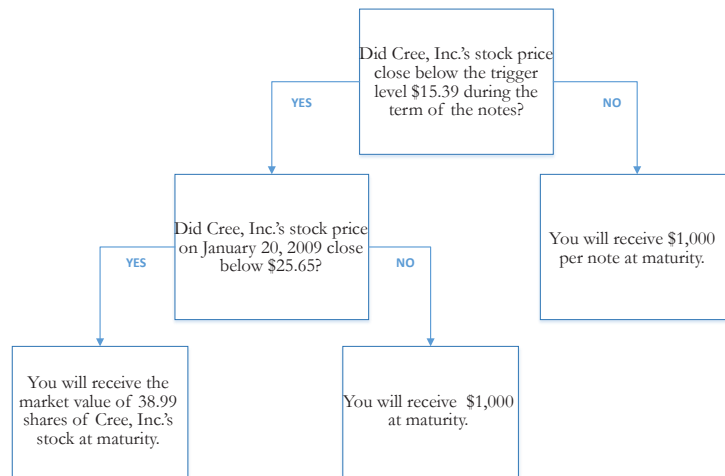 Did Cree, Inc.'s stock price
close below the trigger
level $15.39 during the
term of the notes?
YES
NO
Did Cree, Inc.'s stock price
on January 20, 2009 close
below $25.65?
You will receive $1,000
per note at maturity.
YES
NO
You will receive the
market value of 38.99
shares of Cree, Inc.'s
stock at maturity.
You will receive $1,000
at maturity.